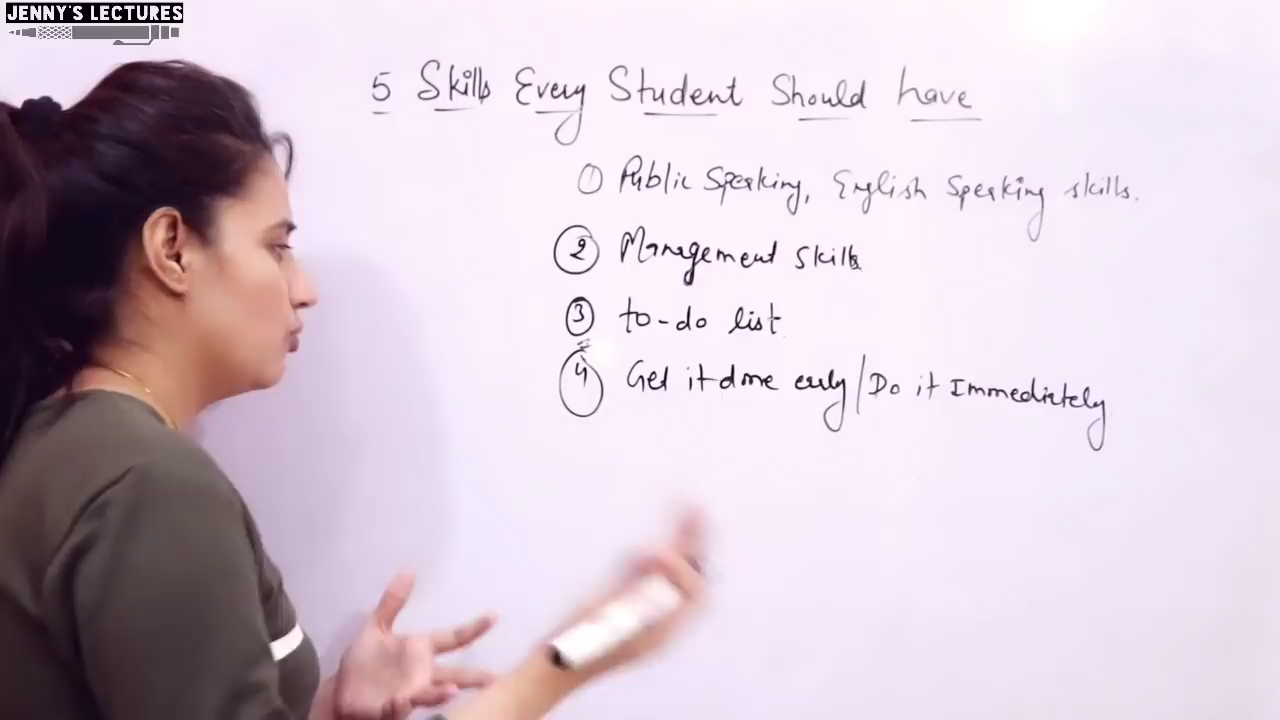 JENNY'S LECTURES
5 Skills Every Student Should have
① Public Speaking, English Speaking skills.
② Management Skills
③ to-do list
④ Get it done early/Do it Immediately